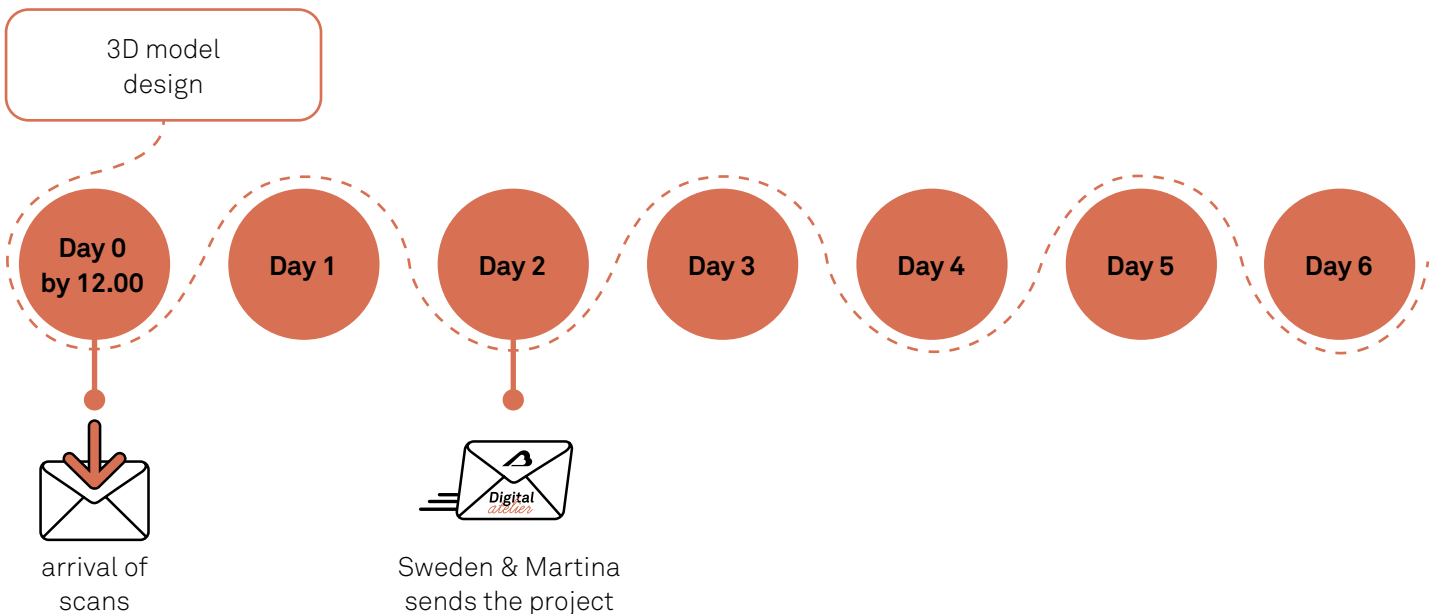 3D model
design
Day 0
by 12.00
Day 1
Day 2
Day 3
Day 4
Day 5
Day 6
Digital
atelier
arrival of
scans
Sweden & Martina
sends the project